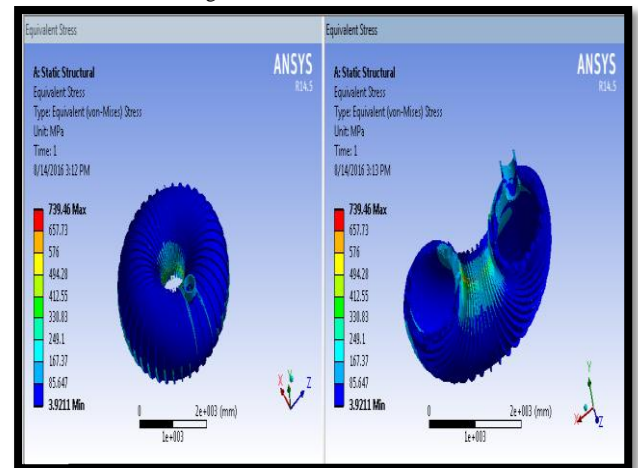 Equivalent Stress
A: Static Structural
Equivalent Stress
Type: Equivalent (von-Mises) Stress
Unit: MPa
Time: 1
8/14/2016 3:12 PM
ANSYS
R14.5
739.46 Max
657.73
576
494.28
412.55
330.83
249.1
167.37
85.647
3.9211 Min
0
2e+003 (mm)
1e+003
X
Y
Z
Equivalent Stress
A: Static Structural
Equivalent Stress
Type: Equivalent (von-Mises) Stress
Unit: MPa
Time: 1
8/14/2016 3:13 PM
ANSYS
R14.5
739.46 Max
657.73
576
494.28
412.55
330.83
249.1
167.37
85.647
3.9211 Min
0
2e+003 (mm)
1e+003
Y
X
Z